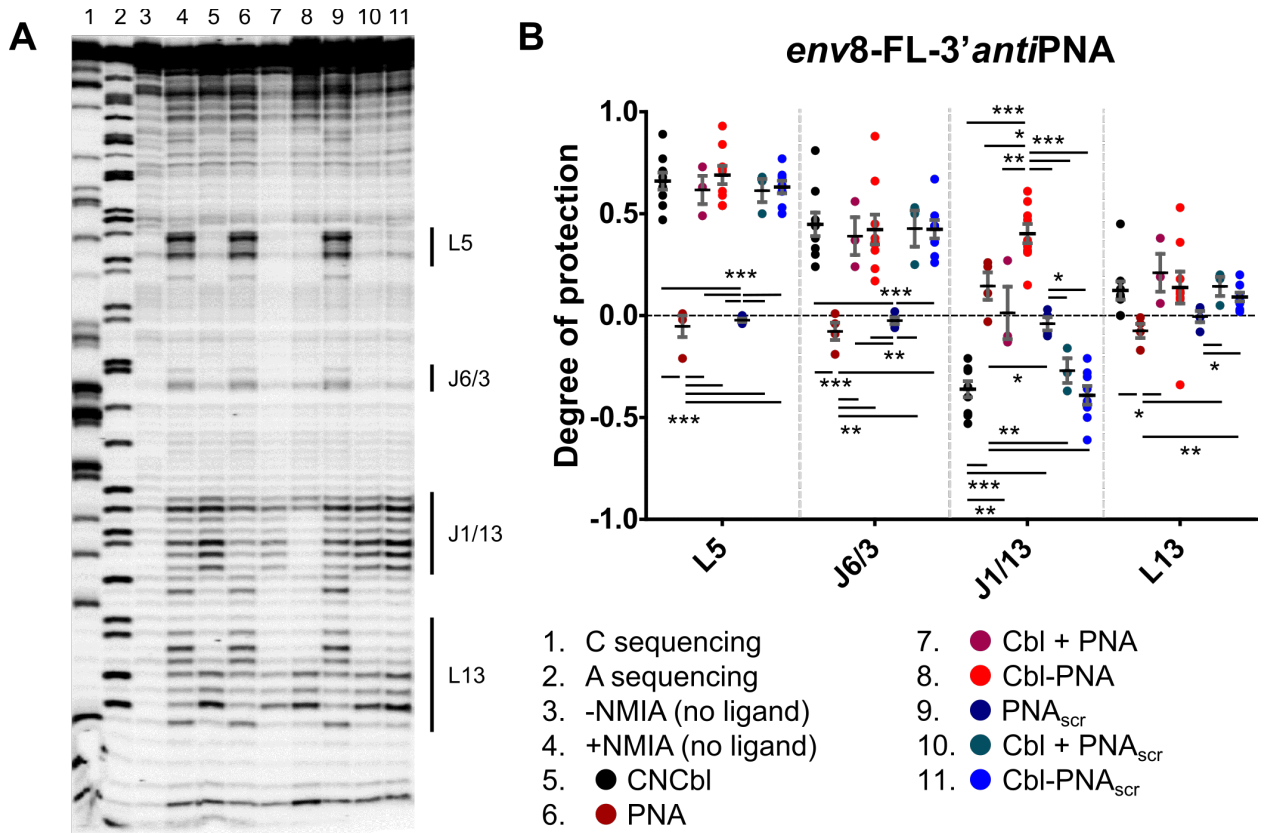 A
1 2 3 4 5 6 7 8 9 10 11
L5
J6/3
J1/13
L13
B
env8-FL-3'antiPNA
Degree of protection
1.0
0.5
0.0
-0.5
-1.0
***
***
***
**
***
**
***
*
***
**
*
*
**
***
**
*
*
**
L5
J6/3
J1/13
L13
1. C sequencing
2. A sequencing
3. -NMIA (no ligand)
4. +NMIA (no ligand)
5. CNCbl
6. PNA
7. Cbl + PNA
8. Cbl-PNA
9. PNAscr
10. Cbl + PNAscr
11. Cbl-PNAscr